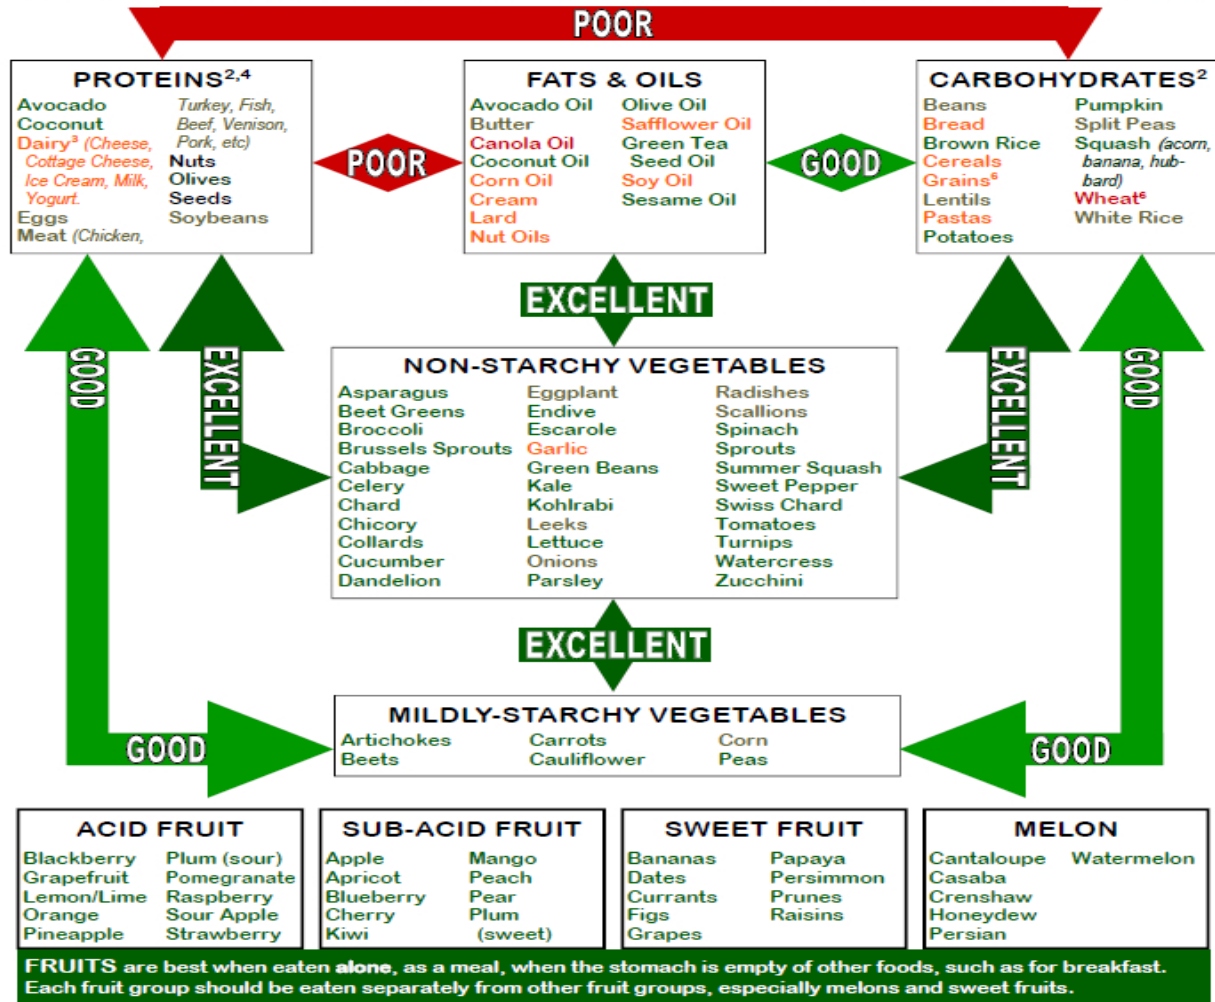 POOR
PROTEINS2,4
Avocado
Coconut
Dairy3 (Cheese,
Cottage Cheese,
Ice Cream, Milk,
Yogurt.
Eggs
Meat (Chicken,
Turkey, Fish,
Beef, Venison,
Pork, etc)
Nuts
Olives
Seeds
Soybeans
POOR
FATS & OILS
Avocado Oil
Butter
Canola Oil
Coconut Oil
Corn Oil
Cream
Lard
Nut Oils
Olive Oil
Safflower Oil
Green Tea
Seed Oil
Soy Oil
Sesame Oil
GOOD
CARBOHYDRATES2
Beans
Bread
Brown Rice
Cereals
Grains6
Lentils
Pastas
Potatoes
Pumpkin
Split Peas
Squash (acorn,
banana, hub-
bard)
Wheat6
White Rice
GOOD
EXCELLENT
EXCELLENT
EXCELLENT
GOOD
NON-STARCHY VEGETABLES
Asparagus
Beet Greens
Broccoli
Brussels Sprouts
Cabbage
Celery
Chard
Chicory
Collards
Cucumber
Dandelion
Eggplant
Endive
Escarole
Garlic
Green Beans
Kale
Kohlrabi
Leeks
Lettuce
Onions
Parsley
Radishes
Scallions
Spinach
Sprouts
Summer Squash
Sweet Pepper
Swiss Chard
Tomatoes
Turnips
Watercress
Zucchini
EXCELLENT
GOOD
MILDLY-STARCHY VEGETABLES
Artichokes
Beets
Carrots
Cauliflower
Corn
Peas
GOOD
ACID FRUIT
Blackberry
Grapefruit
Lemon/Lime
Orange
Pineapple
Plum (sour)
Pomegranate
Raspberry
Sour Apple
Strawberry
SUB-ACID FRUIT
Apple
Apricot
Blueberry
Cherry
Kiwi
Mango
Peach
Pear
Plum
(sweet)
SWEET FRUIT
Bananas
Dates
Currants
Figs
Grapes
Papaya
Persimmon
Prunes
Raisins
MELON
Cantaloupe
Casaba
Crenshaw
Honeydew
Persian
Watermelon
FRUITS are best when eaten alone, as a meal, when the stomach is empty of other foods, such as for breakfast.
Each fruit group should be eaten separately from other fruit groups, especially melons and sweet fruits.